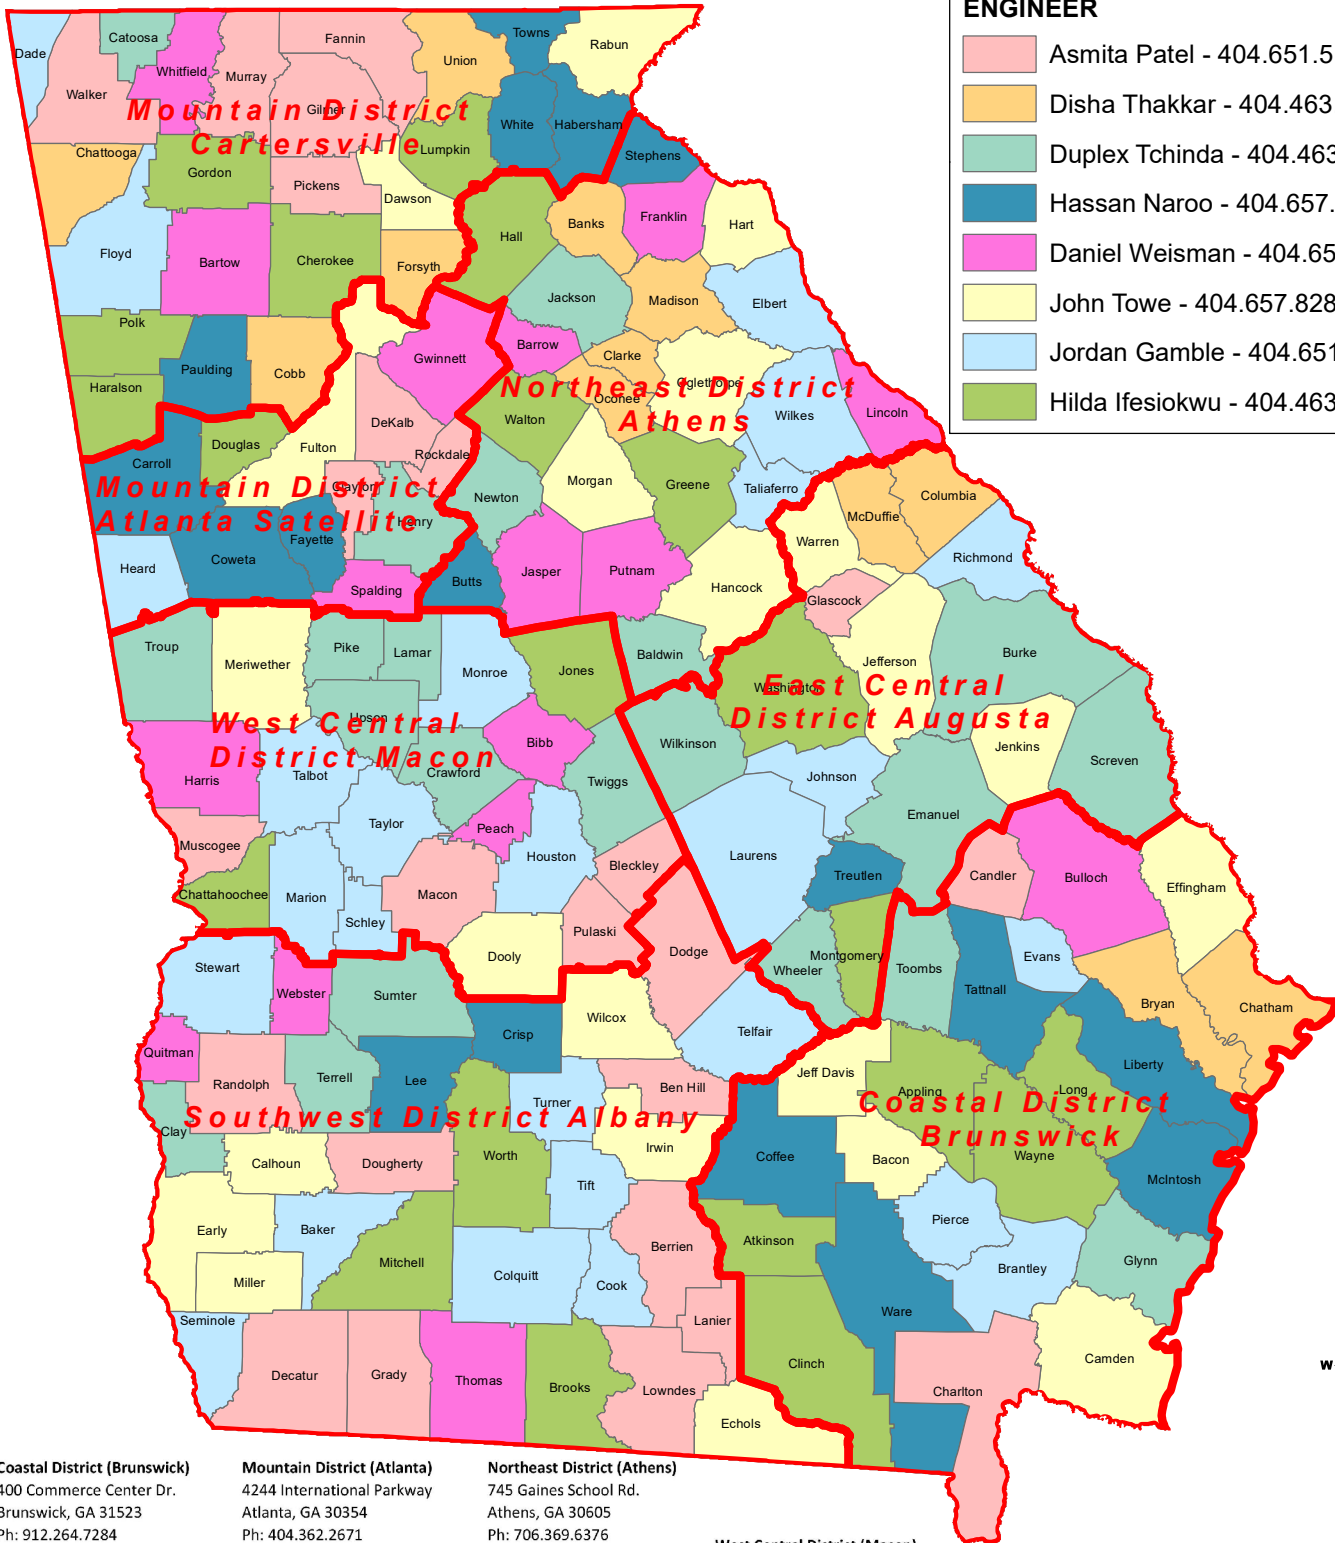 ENGINEER
Asmita Patel - 404.651.5
Disha Thakkar - 404.463
Duplex Tchinda - 404.463
Hassan Naroo - 404.657.
Daniel Weisman - 404.65
John Towe - 404.657.828
Jordan Gamble - 404.651
Hilda Ifesiokwu - 404.463
Dade
Catoosa
Whitfield
Walker
Murray
Fannin
Gilmer
Union
Towns
Rabun
White
Habersham
Stephens
Lumpkin
Mountain District
Cartersville
Chattooga
Gordon
Pickens
Dawson
Floyd
Bartow
Cherokee
Forsyth
Hall
Banks
Franklin
Hart
Jackson
Madison
Elbert
Polk
Haralson
Paulding
Cobb
Gwinnett
Barrow
Clarke
Oconee
Oglethorpe
Wilkes
Lincoln
Northeast District
Athens
DeKalb
Rockdale
Walton
Carroll
Douglas
Fulton
Clayton
Henry
Fayette
Newton
Morgan
Greene
Taliaferro
Mountain District
Atlanta Satellite
Heard
Coweta
Spalding
Butts
Jasper
Putnam
Hancock
Warren
McDuffie
Columbia
Richmond
Glascock
Troup
Meriwether
Pike
Lamar
Monroe
Jones
Baldwin
Washington
Jefferson
Burke
East Central
District Augusta
Upson
West Central
District Macon
Bibb
Wilkinson
Jenkins
Screven
Harris
Talbot
Crawford
Twiggs
Johnson
Emanuel
Muscogee
Taylor
Peach
Houston
Bleckley
Laurens
Treutlen
Candler
Bulloch
Effingham
Chattahoochee
Marion
Schley
Macon
Dooly
Pulaski
Dodge
Wheeler
Montgomery
Toombs
Tattnall
Evans
Bryan
Chatham
Stewart
Webster
Sumter
Crisp
Wilcox
Telfair
Liberty
Quitman
Randolph
Terrell
Lee
Turner
Ben Hill
Jeff Davis
Appling
Long
Southwest District Albany
Coastal District
Brunswick
Clay
Calhoun
Dougherty
Worth
Irwin
Tift
Coffee
Bacon
Wayne
McIntosh
Early
Baker
Mitchell
Colquitt
Cook
Berrien
Atkinson
Pierce
Brantley
Glynn
Miller
Seminole
Decatur
Grady
Thomas
Brooks
Lanier
Lowndes
Echols
Clinch
Ware
Charlton
Camden
w
Coastal District (Brunswick)
400 Commerce Center Dr.
Brunswick, GA 31523
Ph: 912.264.7284
Mountain District (Atlanta)
4244 International Parkway
Atlanta, GA 30354
Ph: 404.362.2671
Northeast District (Athens)
745 Gaines School Rd.
Athens, GA 30605
Ph: 706.369.6376
West Central District (Macon)